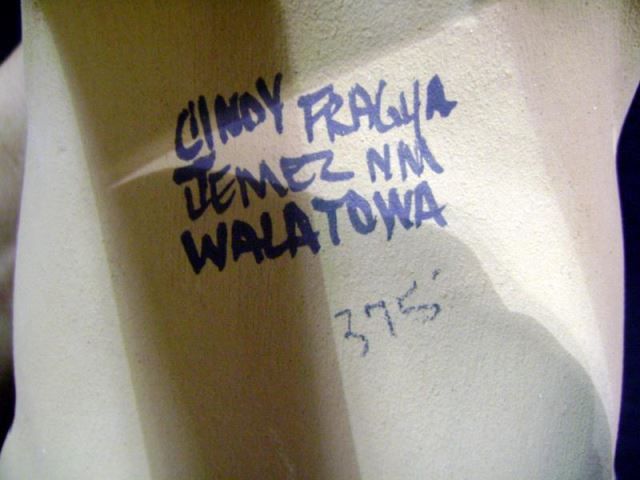 CINDY FRAGUA
JEMEZ NM
WALATOWA
375